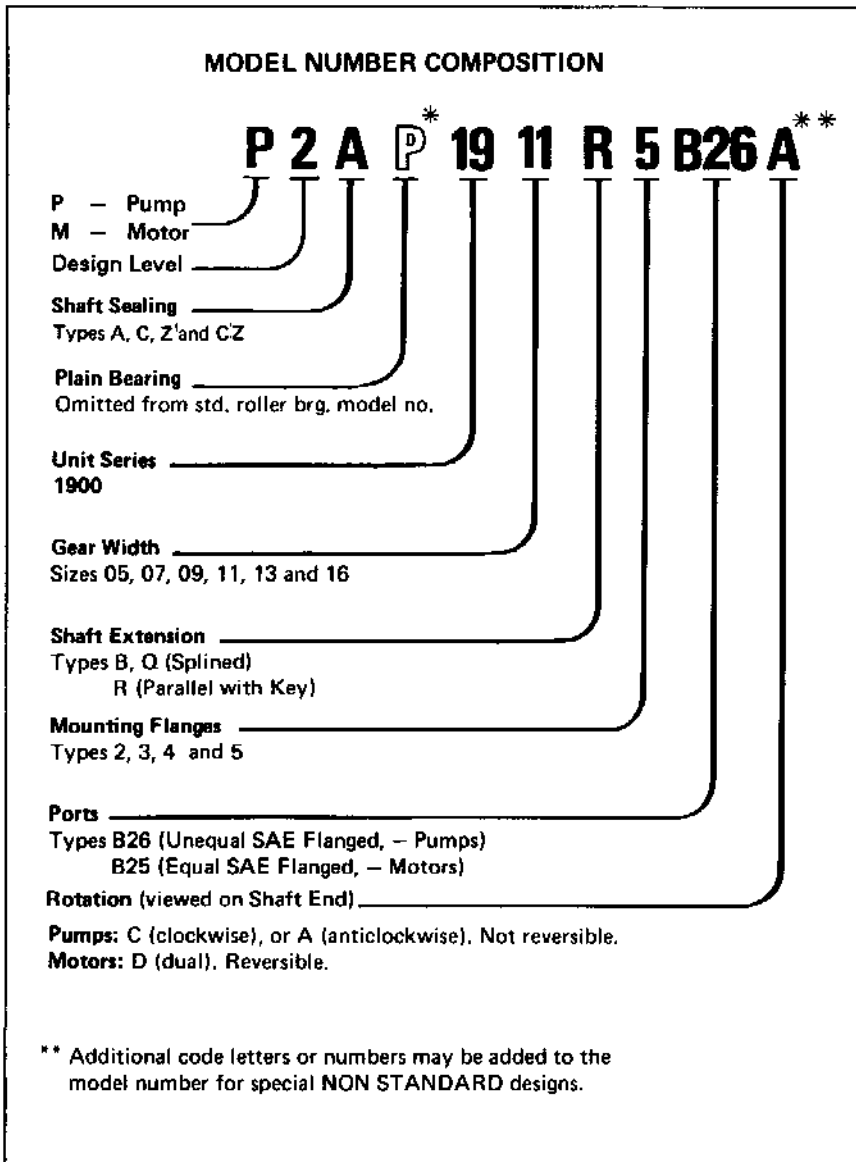 MODEL NUMBER COMPOSITION
P 2 A P* 19 11 R 5 B26 A**
P – Pump
M – Motor
Design Level
Shaft Sealing
Types A, C, Z' and C'Z
Plain Bearing
Omitted from std. roller brg. model no.
Unit Series
1900
Gear Width
Sizes 05, 07, 09, 11, 13 and 16
Shaft Extension
Types B, Q (Splined)
R (Parallel with Key)
Mounting Flanges
Types 2, 3, 4 and 5
Ports
Types B26 (Unequal SAE Flanged, – Pumps)
B25 (Equal SAE Flanged, – Motors)
Rotation (viewed on Shaft End)
Pumps: C (clockwise), or A (anticlockwise). Not reversible.
Motors: D (dual). Reversible.
** Additional code letters or numbers may be added to the
model number for special NON STANDARD designs.